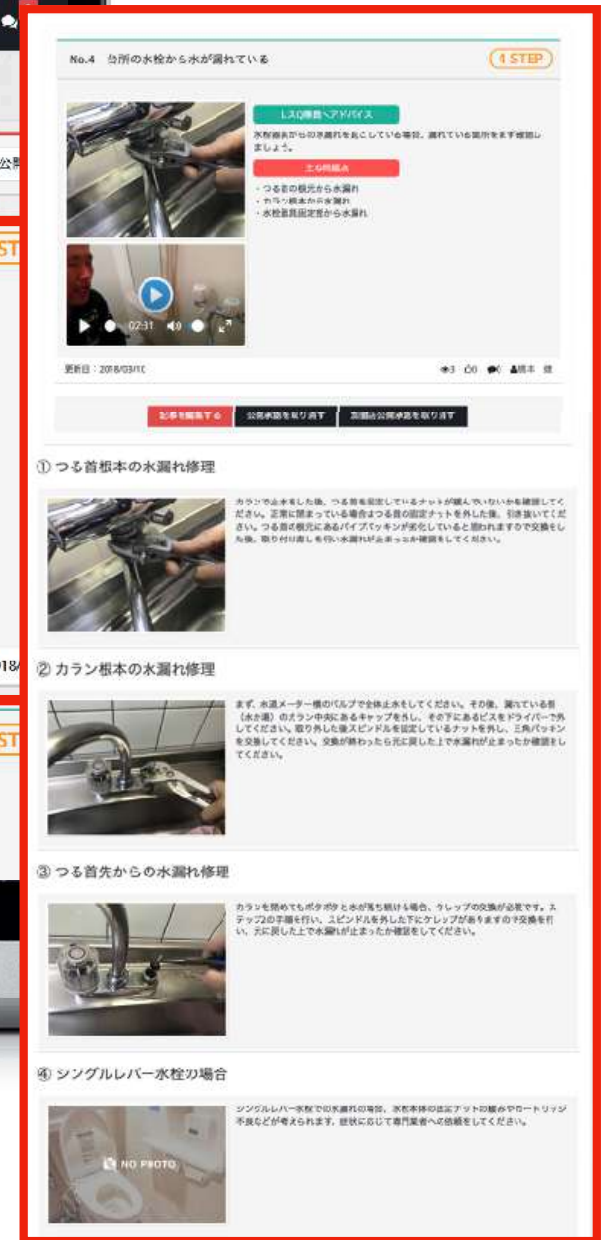 No.4 台所の水栓から水が漏れている
4 STEP
水栓器具からの水漏れを起こしている場合、漏れている箇所をまず確認し
ましょう。
主な問題点
・つる首の根元から水漏れ
・カラン根本から水漏れ
・水栓器具固定部から水漏れ
02:31
更新日：2018/03/1
3 0 0 橋本
記事を編集する 公開承認を取り消す
① つる首根本の水漏れ修理
カランで止水をした後、つる首を固定しているナットが緩んでいないかを確認してく
ださい。正常に閉まっている場合はつる首の固定ナットを外した後、引き抜いてくだ
さい。つる首の根元にあるパイプパッキンが劣化していると思われますので交換をし
た後、取り付け直しを行い水漏れが止まったか確認をしてください。
② カラン根本の水漏れ修理
まず、水道メーター横のバルブで全体止水をしてください。その後、漏れている側
（水か湯）のカラン中央にあるキャップを外し、その下にあるビスをドライバーで外
してください。取り外した後スピンドルを固定しているナットを外し、三角パッキン
を交換してください。交換が終わったら元に戻した上で水漏れが止まったか確認をし
てください。
③ つる首先からの水漏れ修理
カランを閉めてもポタポタと水が落ち続ける場合、ケレップの交換が必要です。ス
テップ2の手順を行い、スピンドルを外した下にケレップがありますので交換を行
い、元に戻した上で水漏れが止まったか確認をしてください。
④ シングルレバー水栓の場合
シングルレバー水栓での水漏れの場合、水栓本体の固定ナットの緩みやカートリッジ
不良などが考えられます。症状に応じて専門業者への依頼をしてください。
NO PHOTO